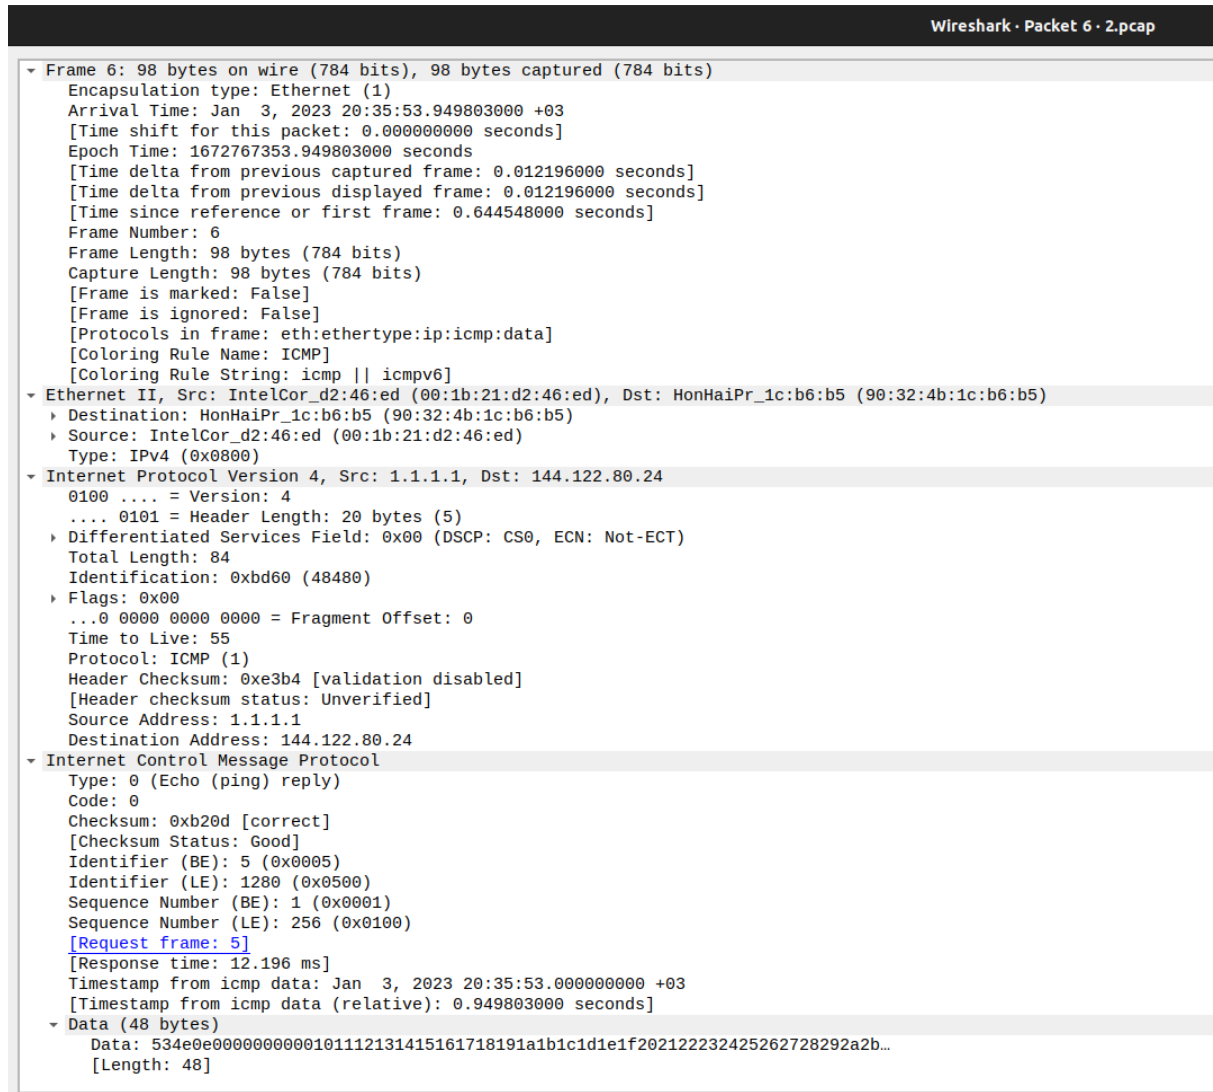 Wireshark · Packet 6 · 2.pcap
Frame 6: 98 bytes on wire (784 bits), 98 bytes captured (784 bits)
Encapsulation type: Ethernet (1)
Arrival Time: Jan  3, 2023 20:35:53.949803000 +03
[Time shift for this packet: 0.000000000 seconds]
Epoch Time: 1672767353.949803000 seconds
[Time delta from previous captured frame: 0.012196000 seconds]
[Time delta from previous displayed frame: 0.012196000 seconds]
[Time since reference or first frame: 0.644548000 seconds]
Frame Number: 6
Frame Length: 98 bytes (784 bits)
Capture Length: 98 bytes (784 bits)
[Frame is marked: False]
[Frame is ignored: False]
[Protocols in frame: eth:ethertype:ip:icmp:data]
[Coloring Rule Name: ICMP]
[Coloring Rule String: icmp || icmpv6]
Ethernet II, Src: IntelCor_d2:46:ed (00:1b:21:d2:46:ed), Dst: HonHaiPr_1c:b6:b5 (90:32:4b:1c:b6:b5)
Destination: HonHaiPr_1c:b6:b5 (90:32:4b:1c:b6:b5)
Source: IntelCor_d2:46:ed (00:1b:21:d2:46:ed)
Type: IPv4 (0x0800)
Internet Protocol Version 4, Src: 1.1.1.1, Dst: 144.122.80.24
0100 .... = Version: 4
.... 0101 = Header Length: 20 bytes (5)
Differentiated Services Field: 0x00 (DSCP: CS0, ECN: Not-ECT)
Total Length: 84
Identification: 0xbd60 (48480)
Flags: 0x00
...0 0000 0000 0000 = Fragment Offset: 0
Time to Live: 55
Protocol: ICMP (1)
Header Checksum: 0xe3b4 [validation disabled]
[Header checksum status: Unverified]
Source Address: 1.1.1.1
Destination Address: 144.122.80.24
Internet Control Message Protocol
Type: 0 (Echo (ping) reply)
Code: 0
Checksum: 0xb20d [correct]
[Checksum Status: Good]
Identifier (BE): 5 (0x0005)
Identifier (LE): 1280 (0x0500)
Sequence Number (BE): 1 (0x0001)
Sequence Number (LE): 256 (0x0100)
[Request frame: 5]
[Response time: 12.196 ms]
Timestamp from icmp data: Jan  3, 2023 20:35:53.000000000 +03
[Timestamp from icmp data (relative): 0.949803000 seconds]
Data (48 bytes)
Data: 534e0e0000000000101112131415161718191a1b1c1d1e1f202122232425262728292a2b…
[Length: 48]